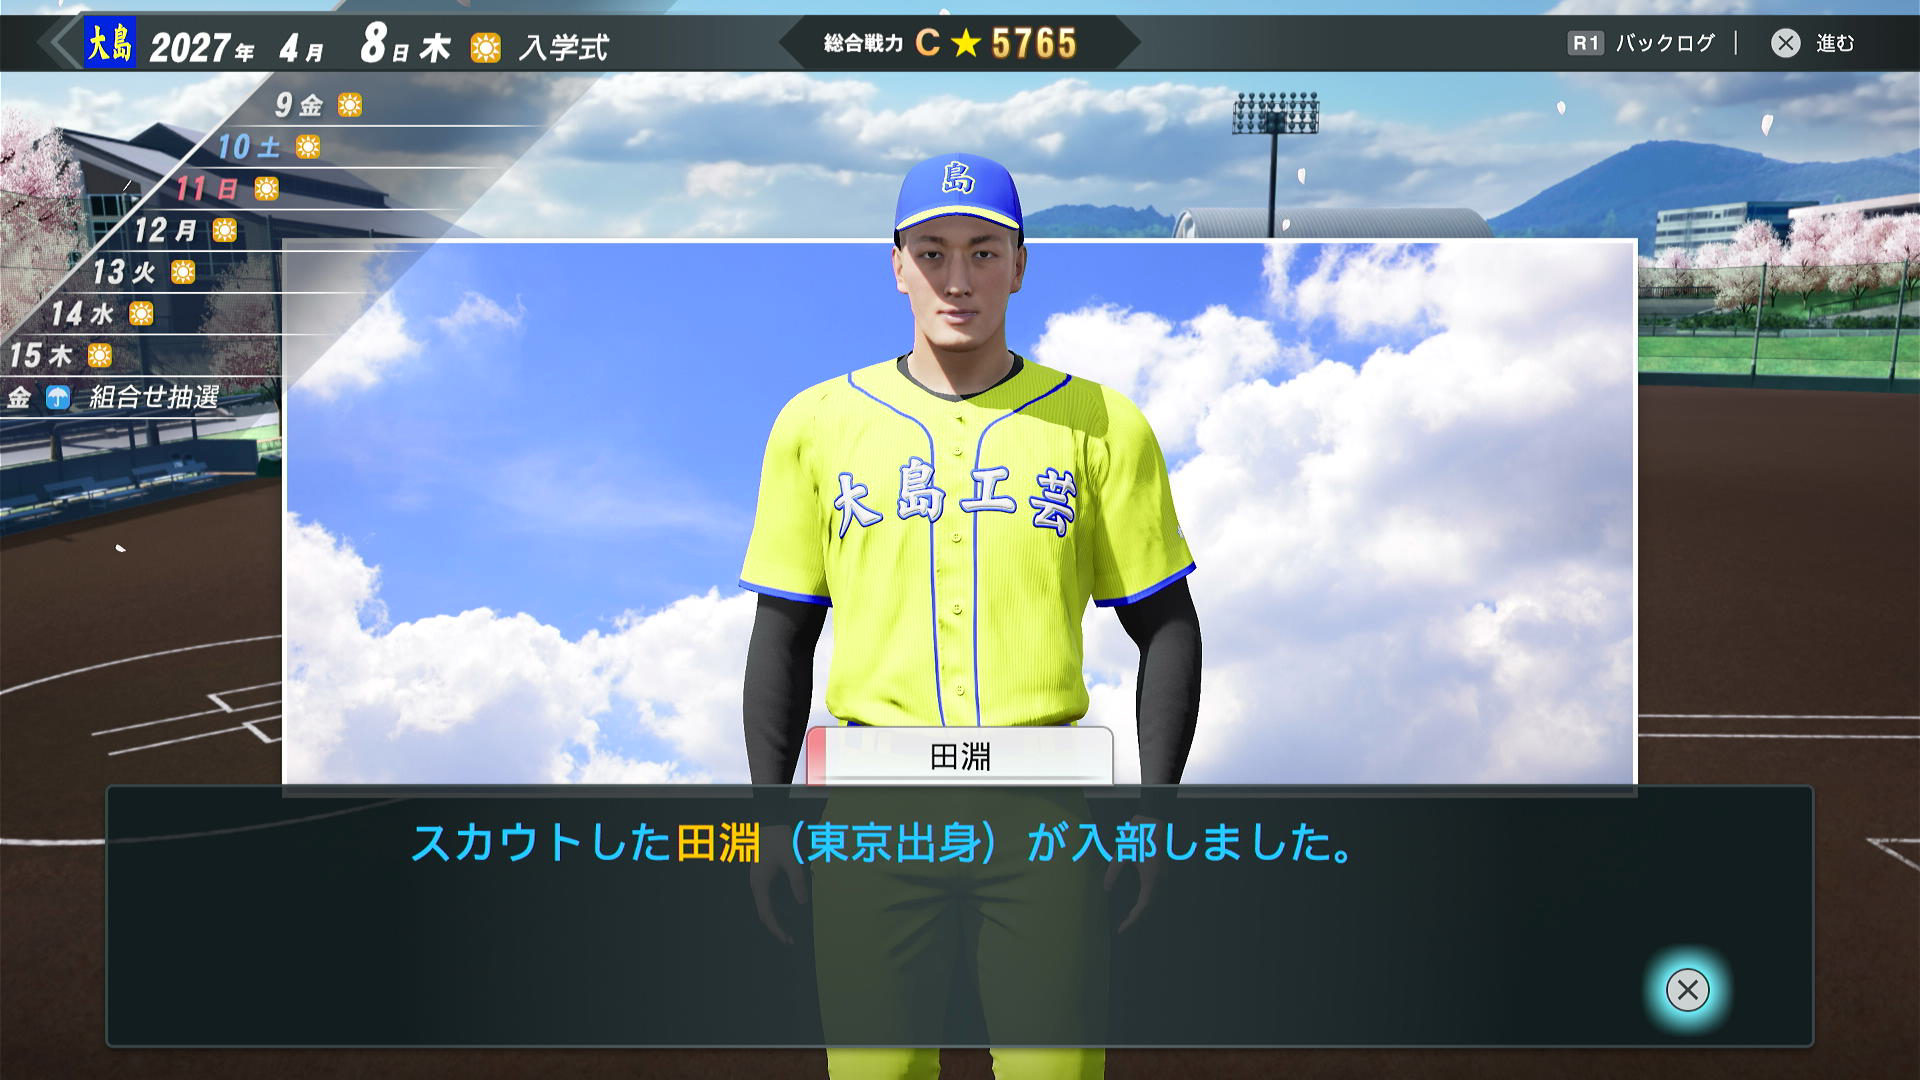 大島 2027年 4月 8日 木 入学式
総合戦力 C ★ 5765
R1 バックログ | 進む
9 金
10 土
11 日
12 月
13 火
14 水
15 木
金 組合せ抽選
島
大島工芸
田淵
スカウトした田淵（東京出身）が入部しました。